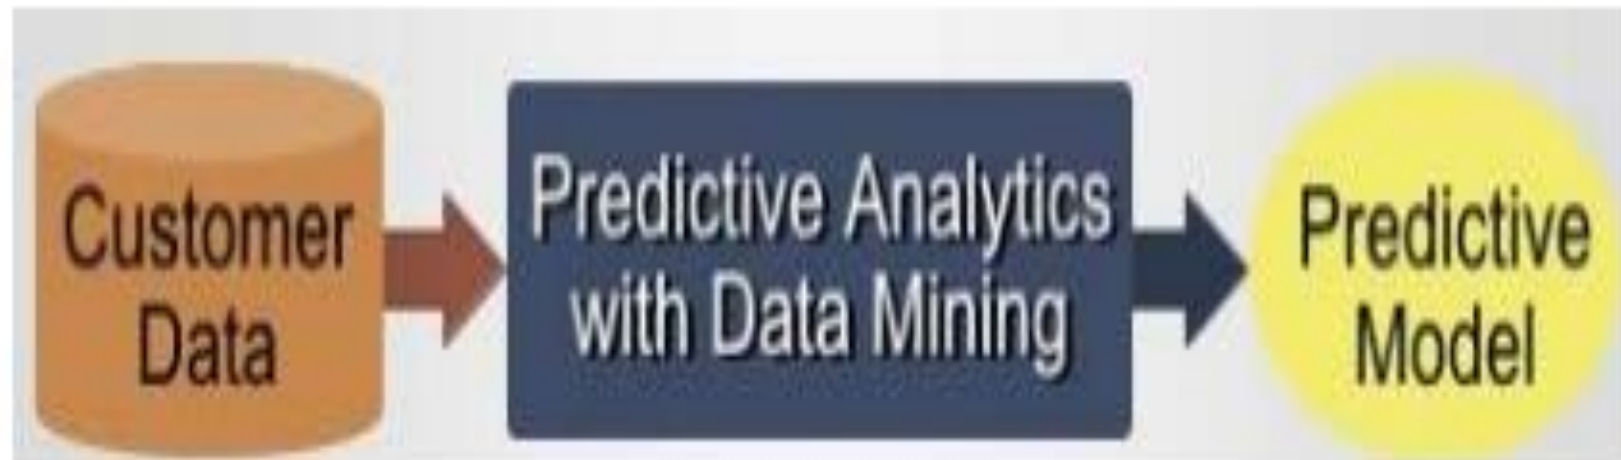 Customer
Data
Predictive Analytics
with Data Mining
Predictive
Model